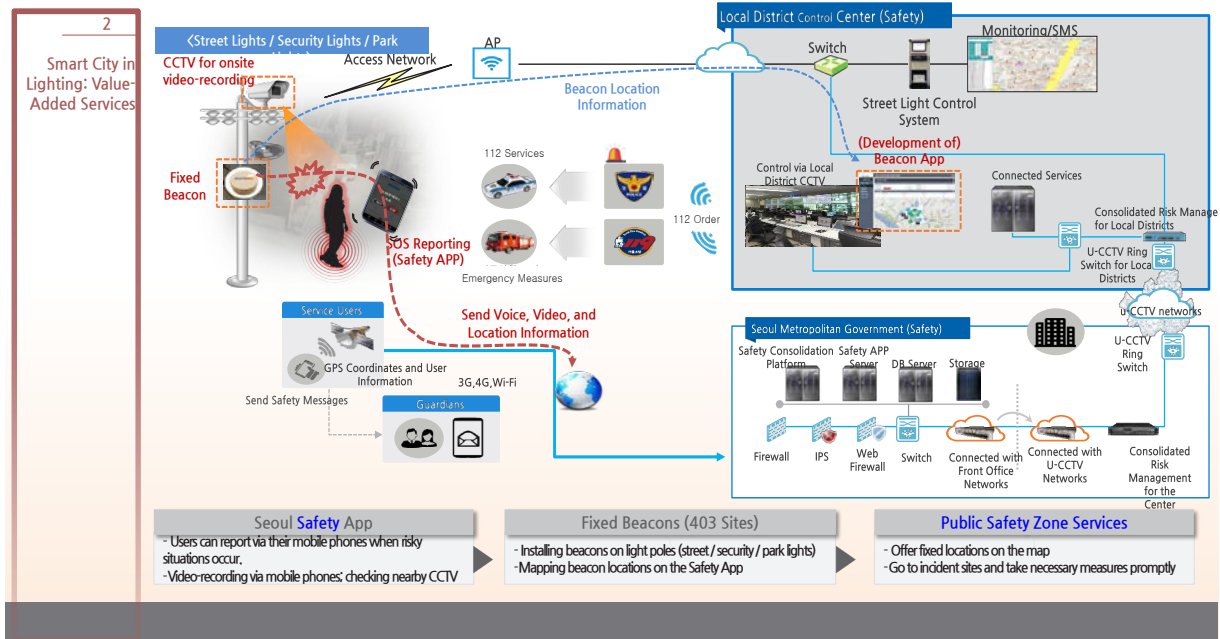 2
Smart City in
Lighting: Value-
Added Services
<Street Lights / Security Lights / Park
CCTV for onsite
video-recording
Access Network
AP
Beacon Location
Information
Fixed
Beacon
SOS Reporting
(Safety APP)
112 Services
Emergency Measures
POLICE
119
112 Order
Send Voice, Video, and
Location Information
Service Users
GPS Coordinates and User
Information
Send Safety Messages
3G,4G,Wi-Fi
Guardians
Local District Control Center (Safety)
Switch
Monitoring/SMS
Street Light Control
System
(Development of)
Beacon App
Control via Local
District CCTV
Connected Services
Consolidated Risk Manage
for Local Districts
U-CCTV Ring
Switch for Local
Districts
u-CCTV networks
U-CCTV
Ring
Switch
Seoul Metropolitan Government (Safety)
Safety Consolidation
Platform
Safety APP
Server
DB Server
Storage
Firewall
IPS
Web
Firewall
Switch
Connected with
Front Office
Networks
Connected with
U-CCTV
Networks
Consolidated
Risk
Management
for the
Center
Seoul Safety App
- Users can report via their mobile phones when risky
situations occur.
- Video-recording via mobile phones; checking nearby CCTV
Fixed Beacons (403 Sites)
- Installing beacons on light poles (street / security / park lights)
- Mapping beacon locations on the Safety App
Public Safety Zone Services
- Offer fixed locations on the map
- Go to incident sites and take necessary measures promptly